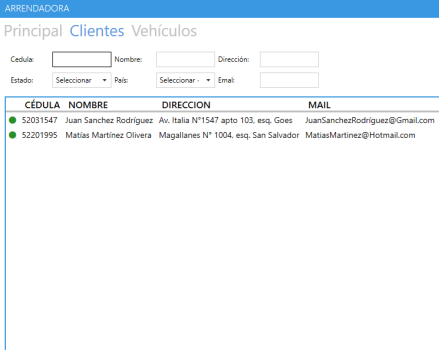 ARRENDADORA
Principal Clientes Vehículos
Cedula: Nombre: Dirección:
Estado: Seleccionar País: Seleccionar - Email:
CÉDULA NOMBRE DIRECCION MAIL
52031547 Juan Sanchez Rodríguez Av. Italia N°1547 apto 103, esq. Goes JuanSanchezRodríguez@Gmail.com
52201995 Matías Martínez Olivera Magallanes N° 1004, esq. San Salvador MatiasMartinez@Hotmail.com